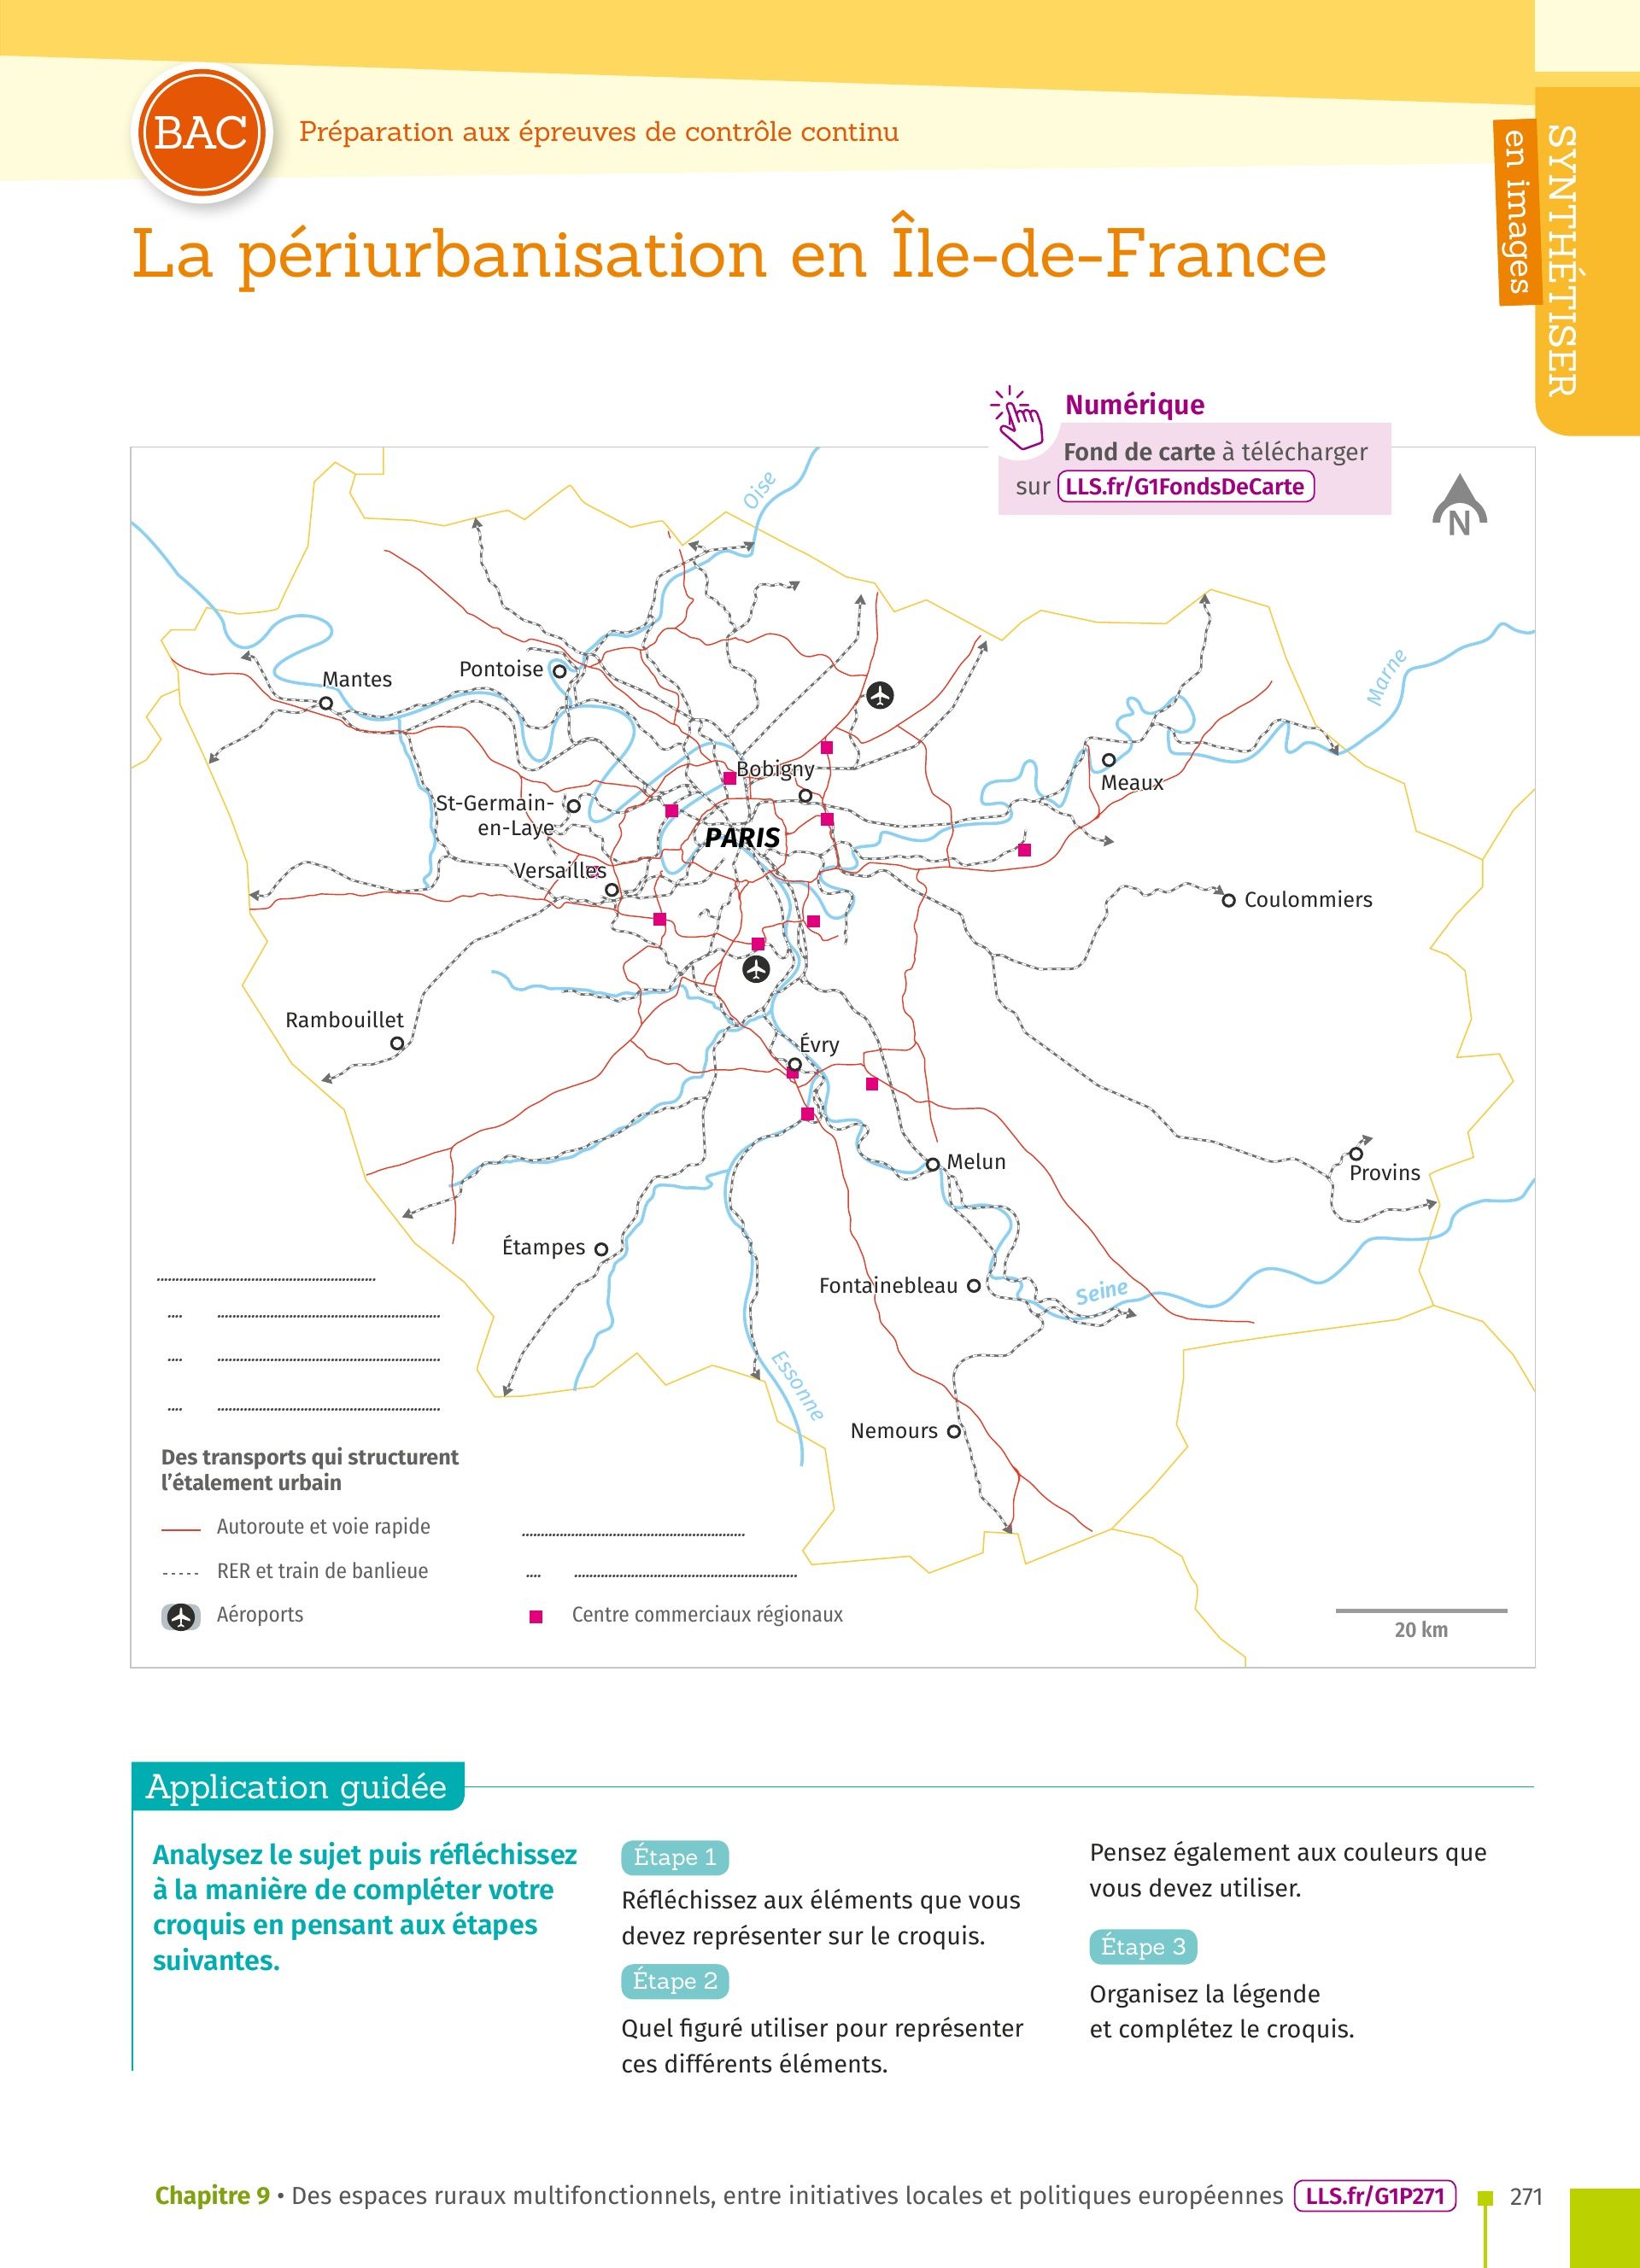 BAC
Préparation aux épreuves de contrôle continu
SYNTHÉTISER
en images
La périurbanisation en Île-de-France
Numérique
Fond de carte à télécharger
sur LLS.fr/G1FondsDeCarte
N
Oise
Marne
Mantes
Pontoise
Bobigny
Meaux
St-Germain-
en-Laye
PARIS
Versailles
Coulommiers
Rambouillet
Évry
Melun
Provins
Étampes
Fontainebleau
Seine
Essonne
Nemours
Des transports qui structurent
l'étalement urbain
Autoroute et voie rapide
RER et train de banlieue
Aéroports
Centre commerciaux régionaux
20 km
Application guidée
Analysez le sujet puis réfléchissez
à la manière de compléter votre
croquis en pensant aux étapes
suivantes.
Étape 1
Réfléchissez aux éléments que vous
devez représenter sur le croquis.
Étape 2
Quel figuré utiliser pour représenter
ces différents éléments.
Pensez également aux couleurs que
vous devez utiliser.
Étape 3
Organisez la légende
et complétez le croquis.
Chapitre 9 • Des espaces ruraux multifonctionnels, entre initiatives locales et politiques européennes LLS.fr/G1P271 271